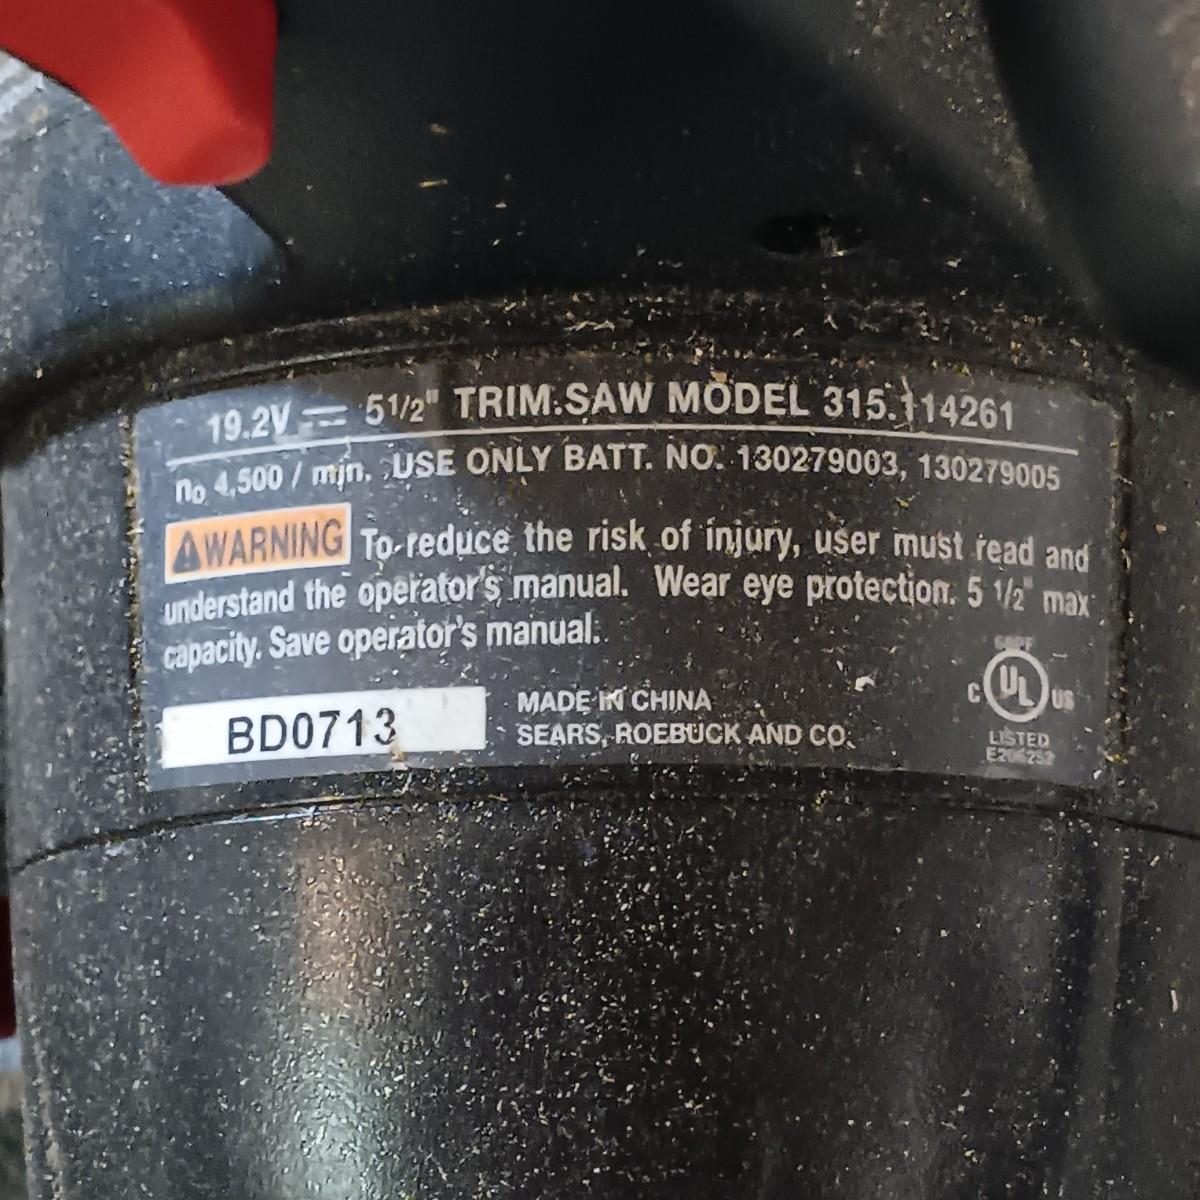 19.2V ⎓ 5 1/2" TRIM SAW MODEL 315.114261
no 4,500 / min. USE ONLY BATT. NO. 130279003, 130279005
⚠WARNING To reduce the risk of injury, user must read and
understand the operator's manual. Wear eye protection. 5 1/2" max
capacity. Save operator's manual.
BD0713
MADE IN CHINA
SEARS, ROEBUCK AND CO.
C UL US
LISTED